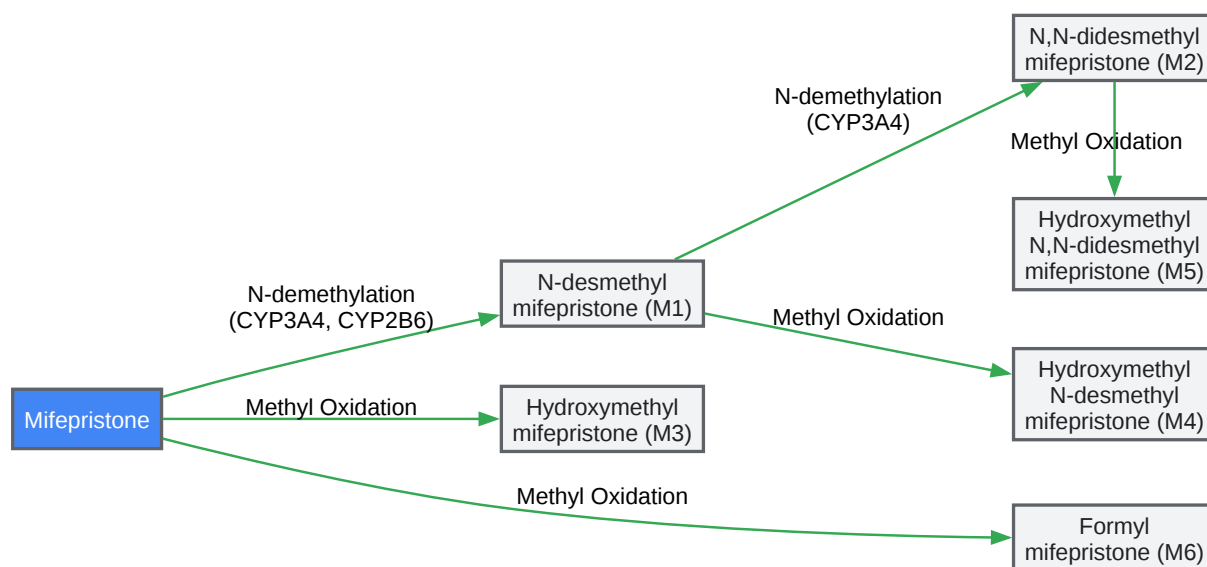 N,N-didesmethyl
mifepristone (M2)
N-demethylation
(CYP3A4)
Methyl Oxidation
Hydroxymethyl
N,N-didesmethyl
mifepristone (M5)
N-desmethyl
mifepristone (M1)
N-demethylation
(CYP3A4, CYP2B6)
Methyl Oxidation
Hydroxymethyl
N-desmethyl
mifepristone (M4)
Mifepristone
Methyl Oxidation
Hydroxymethyl
mifepristone (M3)
Methyl Oxidation
Formyl
mifepristone (M6)